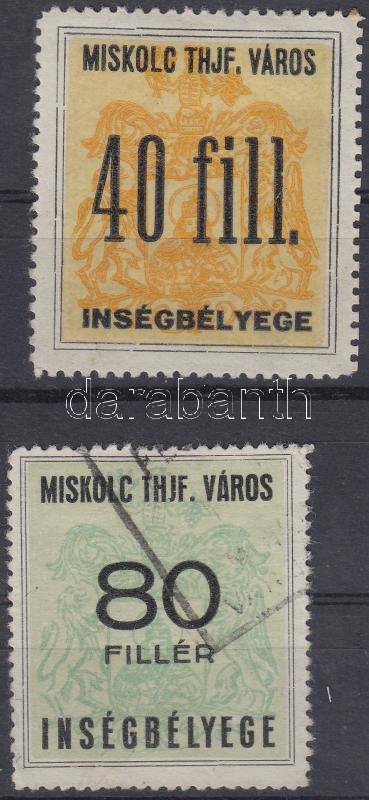 MISKOLC THJF. VÁROS
40 fill.
INSÉGBÉLYEGE
darabanth
MISKOLC THJF. VÁROS
80
FILLÉR
INSÉGBÉLYEGE